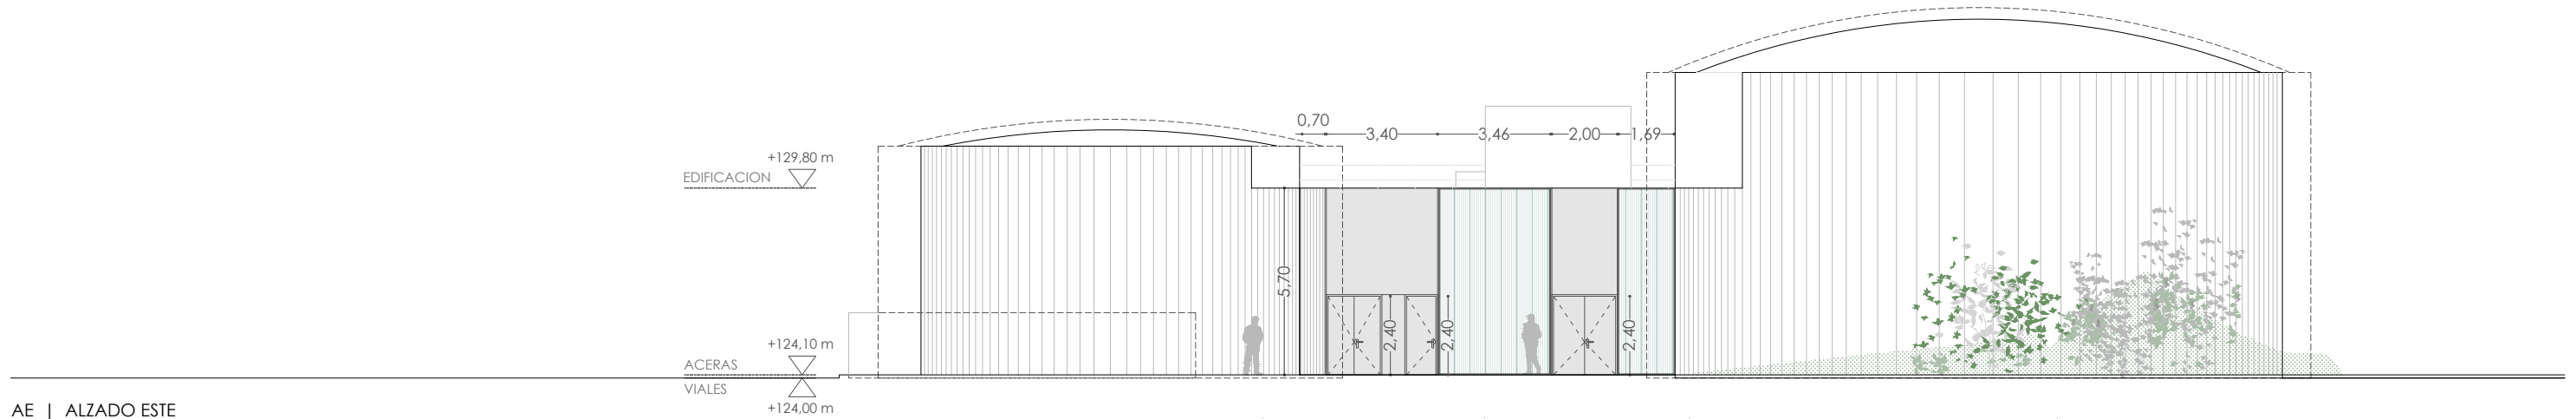 0,70
3,40
3,46
2,00
1,69
+129,80 m
EDIFICACION
5,70
2,40
2,40
2,40
+124,10 m
ACERAS
VIALES
+124,00 m
AE | ALZADO ESTE